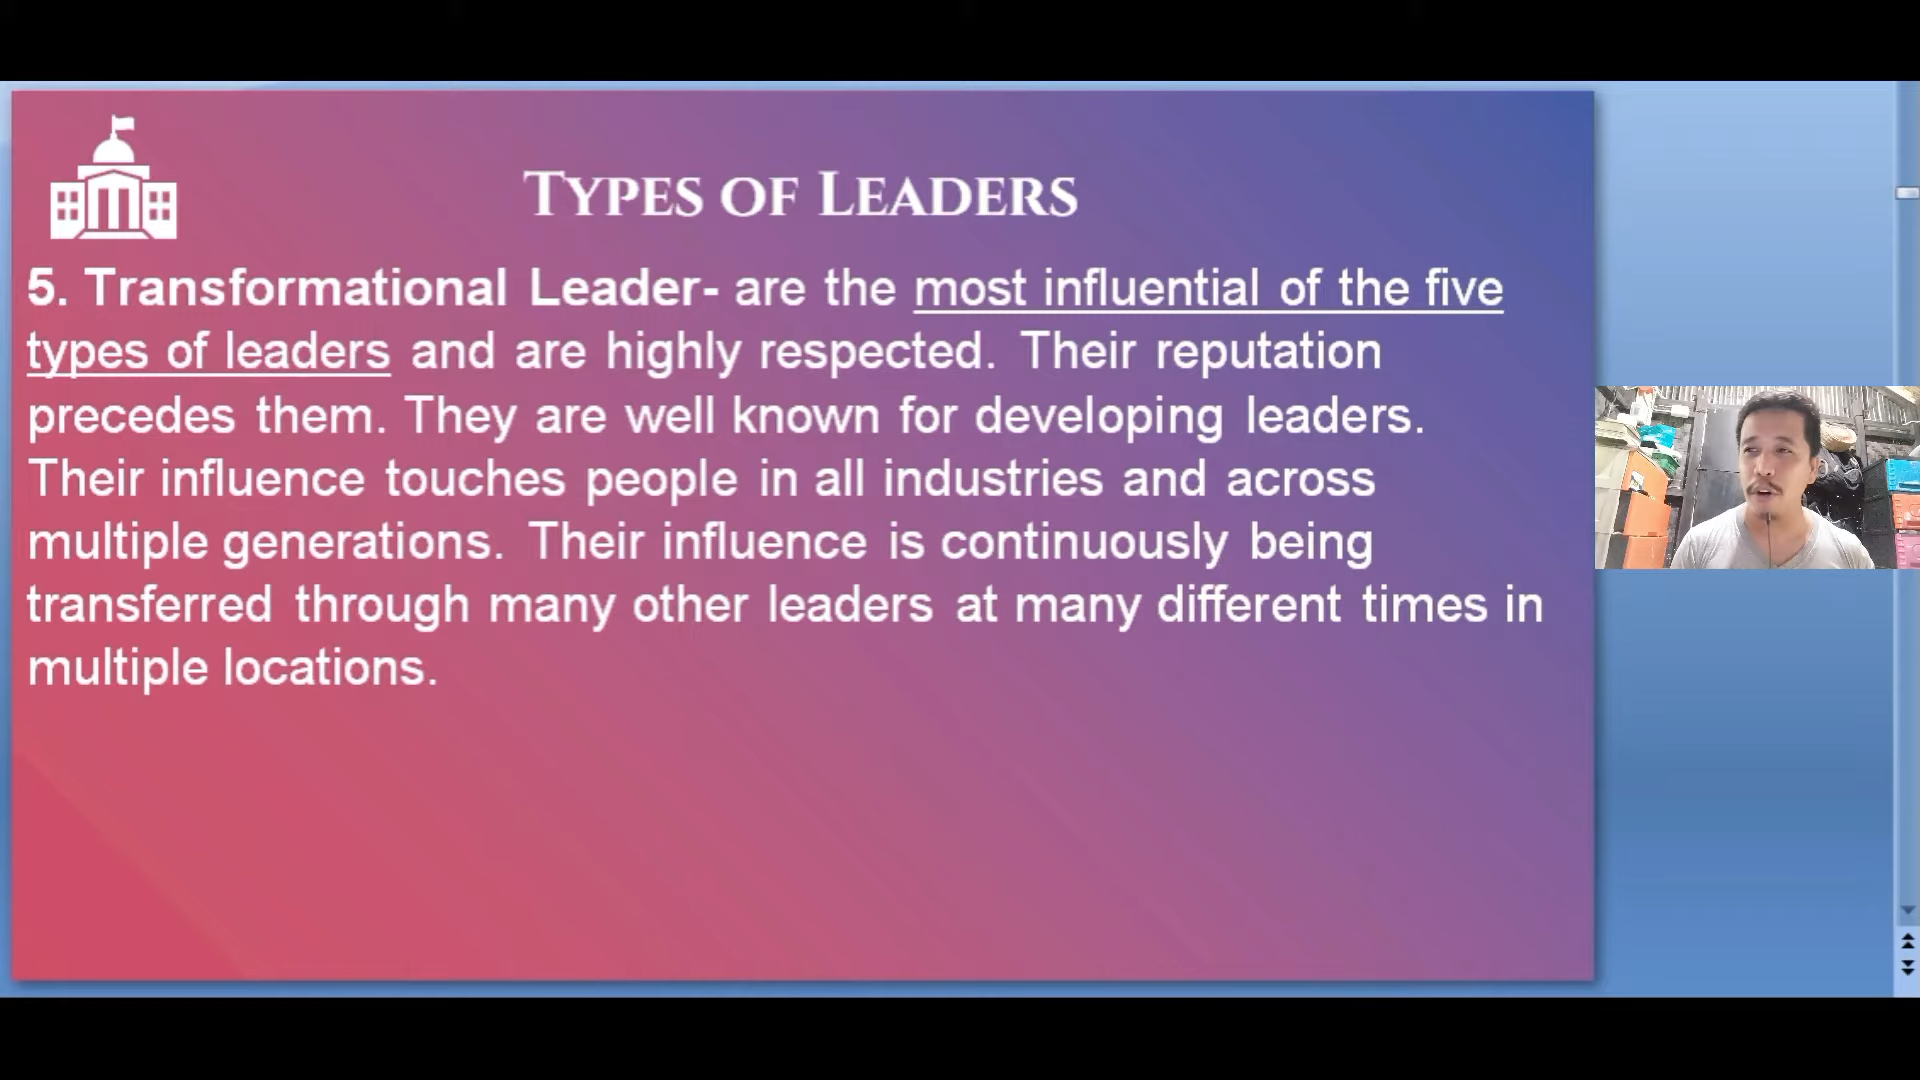 TYPES OF LEADERS
5. Transformational Leader- are the most influential of the five
types of leaders and are highly respected. Their reputation
precedes them. They are well known for developing leaders.
Their influence touches people in all industries and across
multiple generations. Their influence is continuously being
transferred through many other leaders at many different times in
multiple locations.